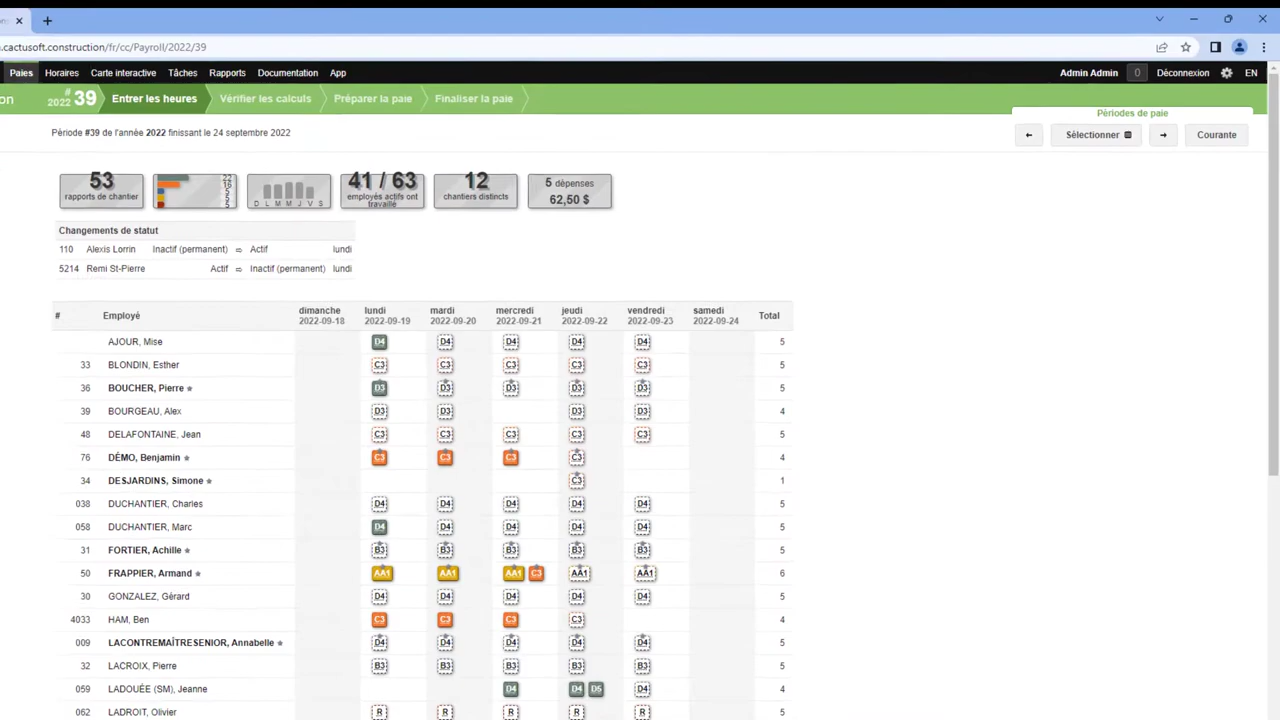 .cactusoft.construction/fr/cc/Payroll/2022/39
Paies Horaires Carte interactive Tâches Rapports Documentation App Admin Admin 0 Déconnexion EN
on # 2022 39 Entrer les heures Vérifier les calculs Préparer la paie Finaliser la paie
Périodes de paie
Période #39 de l'année 2022 finissant le 24 septembre 2022
← Sélectionner → Courante
53 rapports de chantier
22
16
5
5
5
D L M M J V S
41 / 63 employés actifs ont travaillé
12 chantiers distincts
5 dépenses
62,50 $
Changements de statut
110 Alexis Lorrin Inactif (permanent) ⇨ Actif lundi
5214 Remi St-Pierre Actif ⇨ Inactif (permanent) lundi
# Employé dimanche 2022-09-18 lundi 2022-09-19 mardi 2022-09-20 mercredi 2022-09-21 jeudi 2022-09-22 vendredi 2022-09-23 samedi 2022-09-24 Total
AJOUR, Mise D4 D4 D4 D4 D4 5
33 BLONDIN, Esther C3 C3 C3 C3 C3 5
36 BOUCHER, Pierre ★ D3 D3 D3 D3 D3 5
39 BOURGEAU, Alex D3 D3 D3 D3 4
48 DELAFONTAINE, Jean C3 C3 C3 C3 C3 5
76 DÉMO, Benjamin ★ C3 C3 C3 C3 4
34 DESJARDINS, Simone ★ C3 1
038 DUCHANTIER, Charles D4 D4 D4 D4 D4 5
058 DUCHANTIER, Marc D4 D4 D4 D4 D4 5
31 FORTIER, Achille ★ B3 B3 B3 B3 B3 5
50 FRAPPIER, Armand ★ AA1 AA1 AA1 C3 AA1 AA1 6
30 GONZALEZ, Gérard D4 D4 D4 D4 D4 5
4033 HAM, Ben C3 C3 C3 C3 4
009 LACONTREMAÎTRESENIOR, Annabelle ★ D4 D4 D4 D4 D4 5
32 LACROIX, Pierre B3 B3 B3 B3 B3 5
059 LADOUÉE (SM), Jeanne D4 D4 D5 D4 4
062 LADROIT, Olivier R R R R R 5